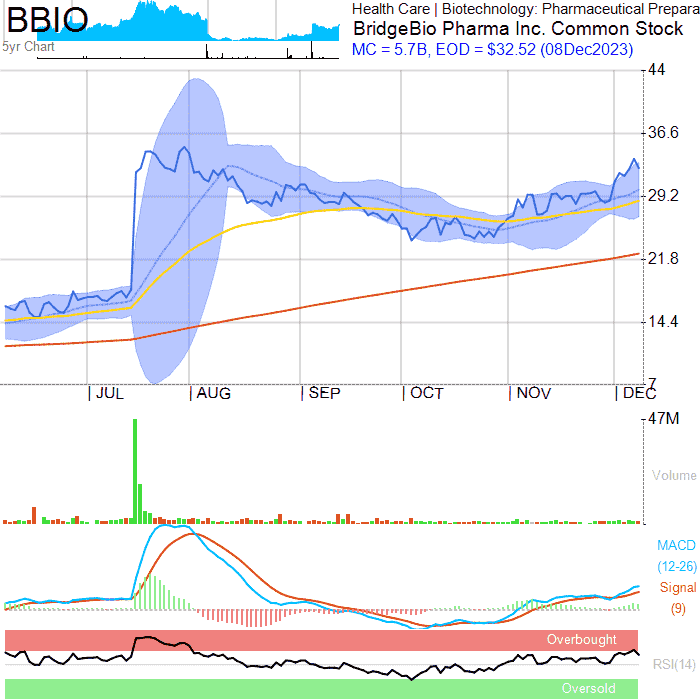 BBIO
5yr Chart
Health Care | Biotechnology: Pharmaceutical Prepara
BridgeBio Pharma Inc. Common Stock
MC = 5.7B, EOD = $32.52 (08Dec2023)
44
36.6
29.2
21.8
14.4
7
JUL AUG SEP OCT NOV DEC
47M
Volume
MACD
(12-26)
Signal
(9)
Overbought
RSI(14)
Oversold